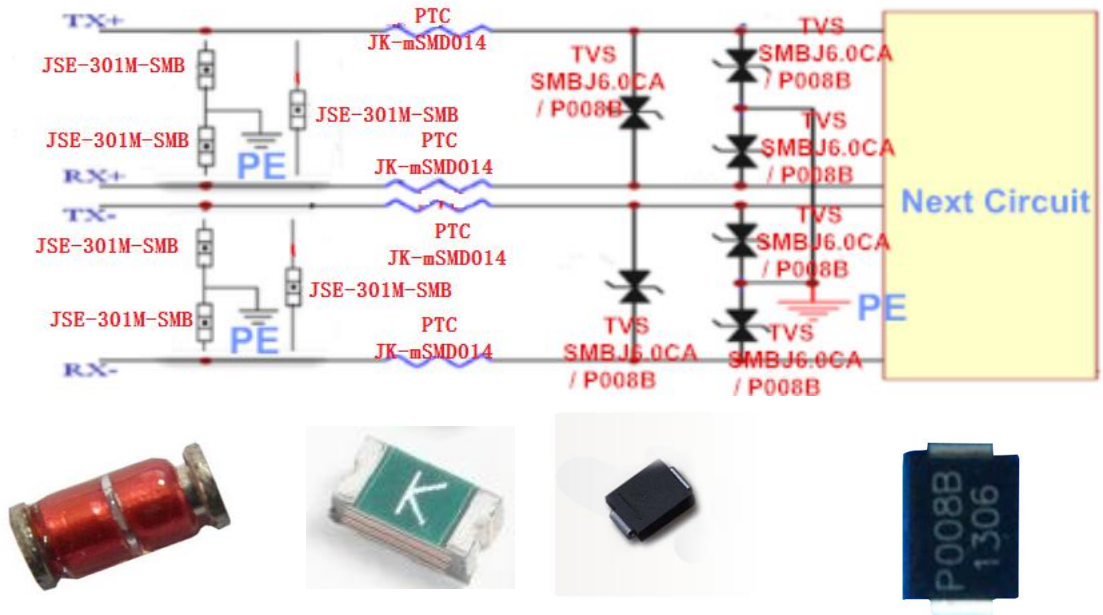 TX+
PTC
JK-mSMD014
JSE-301M-SMB
TVS
SMBJ6.0CA
/ P008B
TVS
SMBJ6.0CA
/ P008B
JSE-301M-SMB
JSE-301M-SMB
PE
PTC
JK-mSMD014
TVS
SMBJ6.0CA
/ P008B
RX+
TX-
Next Circuit
JSE-301M-SMB
PTC
JK-mSMD014
TVS
SMBJ6.0CA
/ P008B
JSE-301M-SMB
JSE-301M-SMB
PE
PTC
JK-mSMD014
PE
TVS
SMBJ6.0CA
/ P008B
TVS
SMBJ6.0CA
/ P008B
RX-
K
P008B
1306